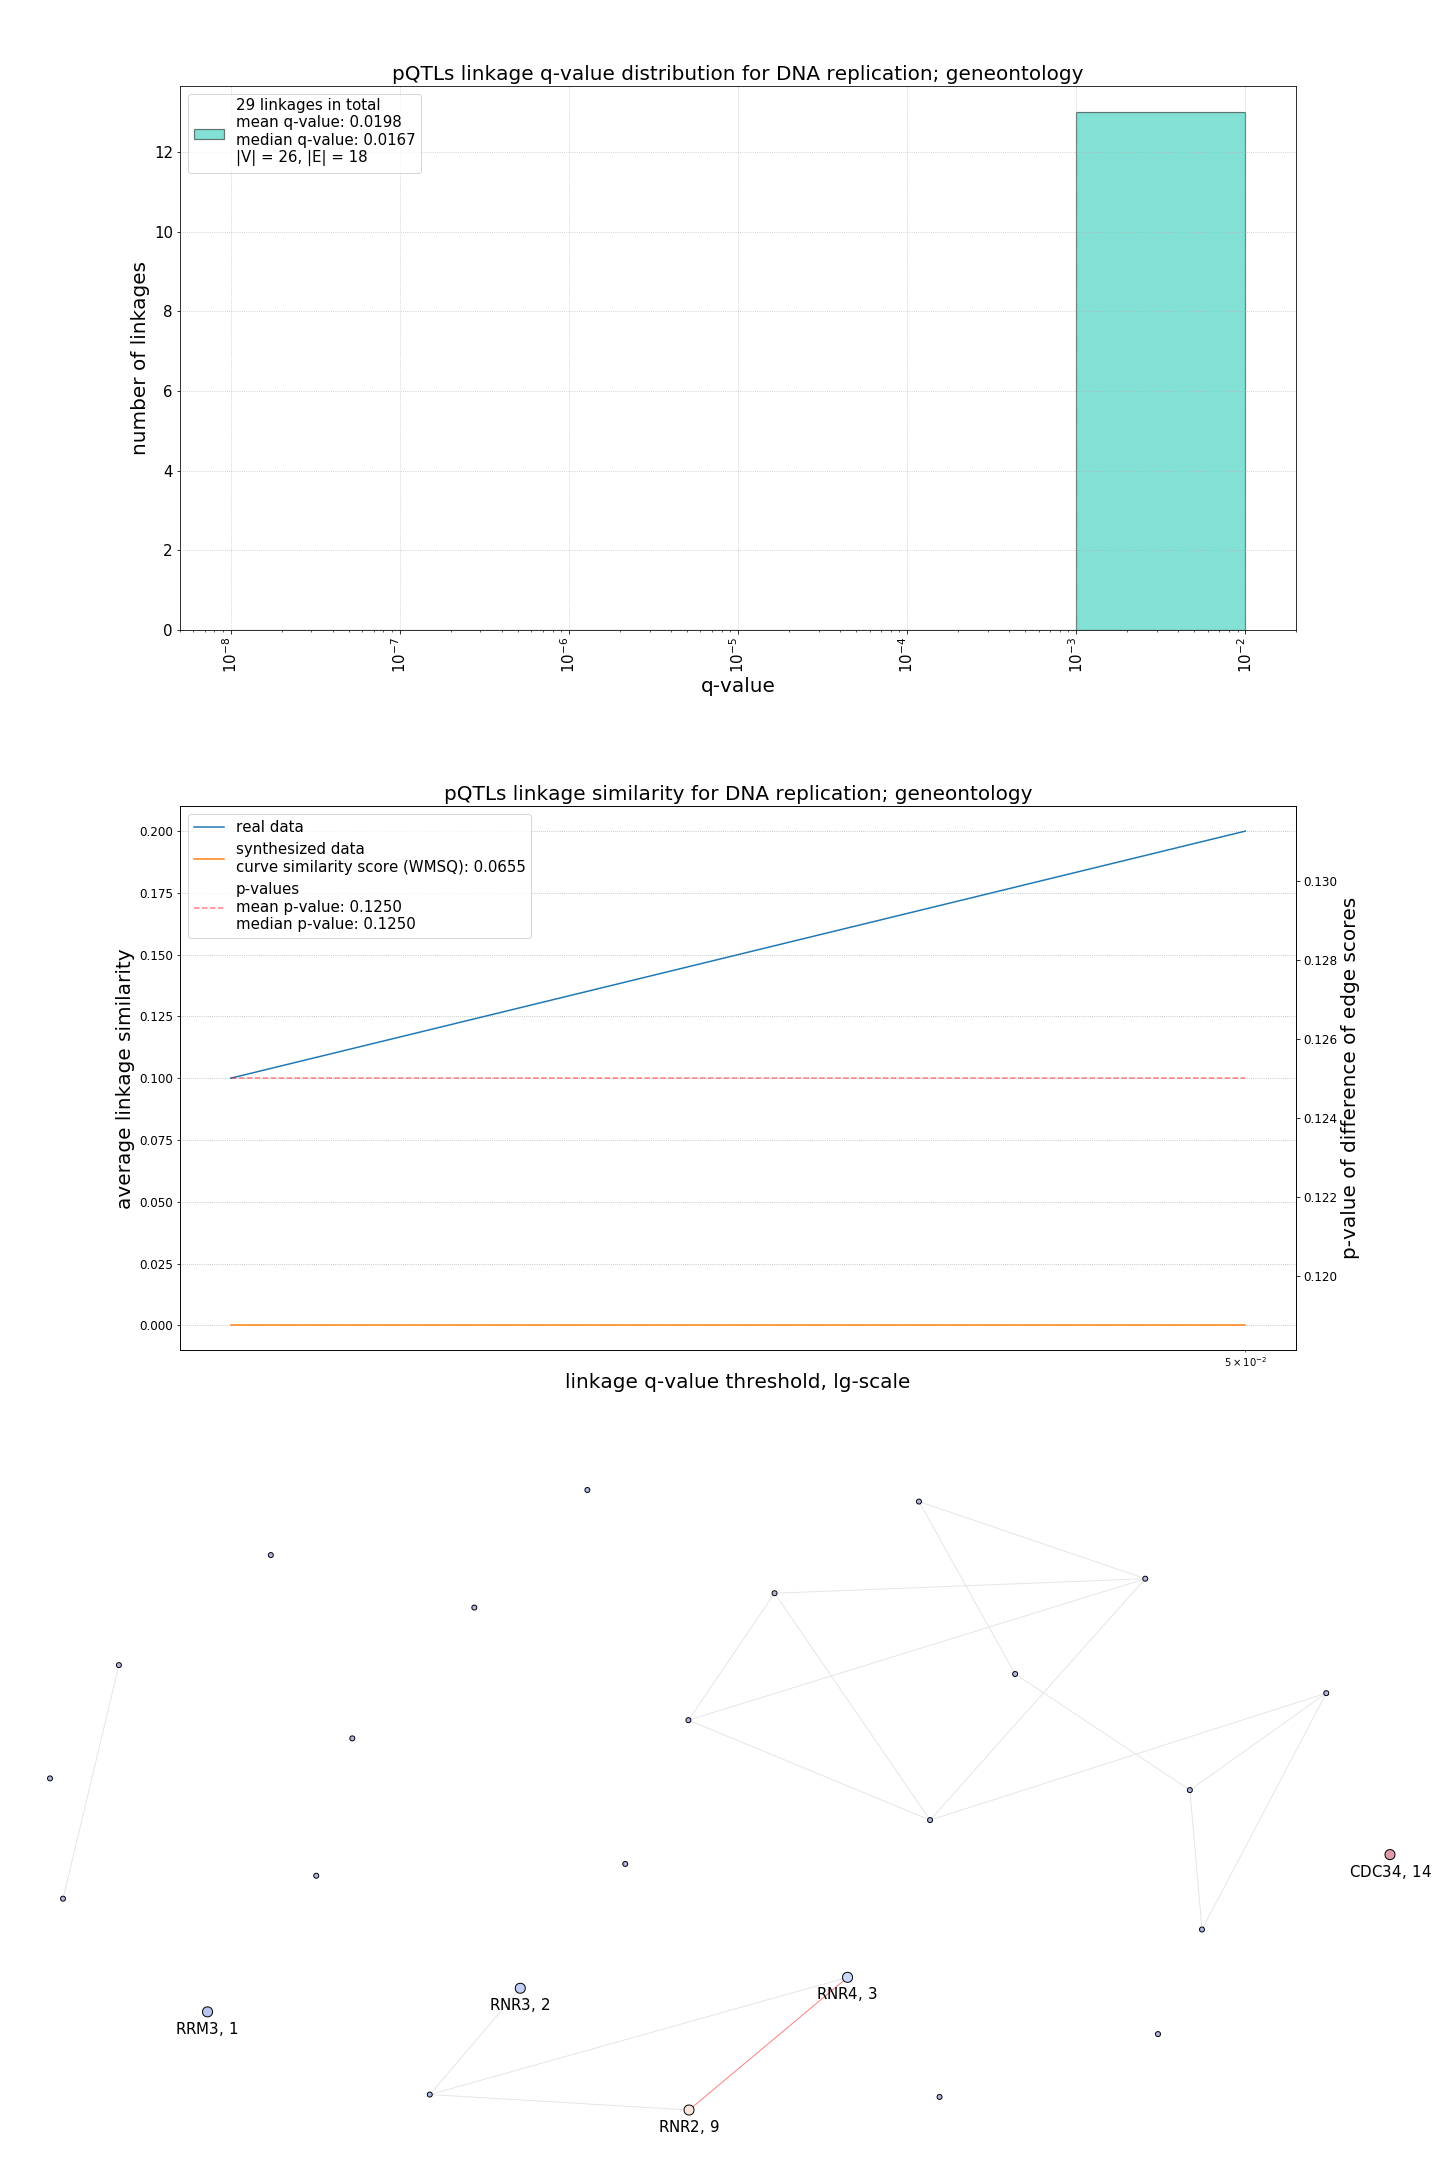 pQTLs linkage q-value distribution for DNA replication; geneontology
29 linkages in total
mean q-value: 0.0198
median q-value: 0.0167
|V| = 26, |E| = 18
number of linkages
12
10
8
6
4
2
0
10⁻⁸
10⁻⁷
10⁻⁶
10⁻⁵
10⁻⁴
10⁻³
10⁻²
q-value
pQTLs linkage similarity for DNA replication; geneontology
real data
synthesized data
curve similarity score (WMSQ): 0.0655
p-values
mean p-value: 0.1250
median p-value: 0.1250
average linkage similarity
0.200
0.175
0.150
0.125
0.100
0.075
0.050
0.025
0.000
0.130
0.128
0.126
0.124
0.122
0.120
p-value of difference of edge scores
5 × 10⁻²
linkage q-value threshold, lg-scale
CDC34, 14
RNR4, 3
RNR3, 2
RRM3, 1
RNR2, 9